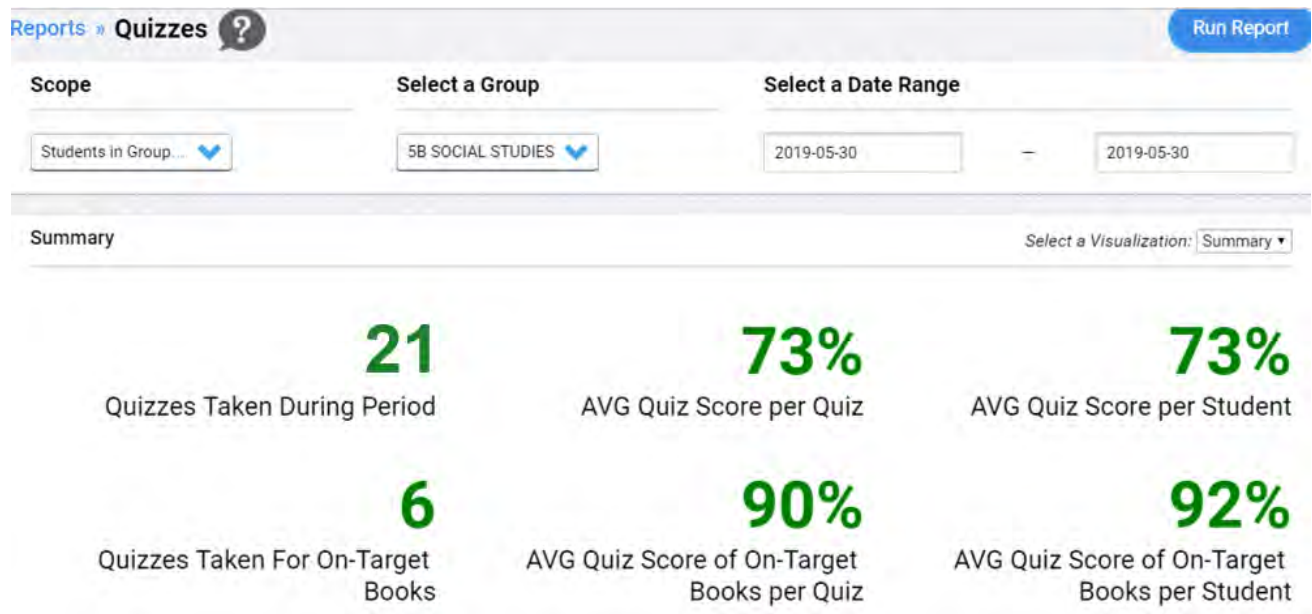 Reports » Quizzes ?
Run Report
Scope
Select a Group
Select a Date Range
Students in Group...
5B SOCIAL STUDIES
2019-05-30
–
2019-05-30
Summary
Select a Visualization: Summary
21
Quizzes Taken During Period
73%
AVG Quiz Score per Quiz
73%
AVG Quiz Score per Student
6
Quizzes Taken For On-Target
Books
90%
AVG Quiz Score of On-Target
Books per Quiz
92%
AVG Quiz Score of On-Target
Books per Student